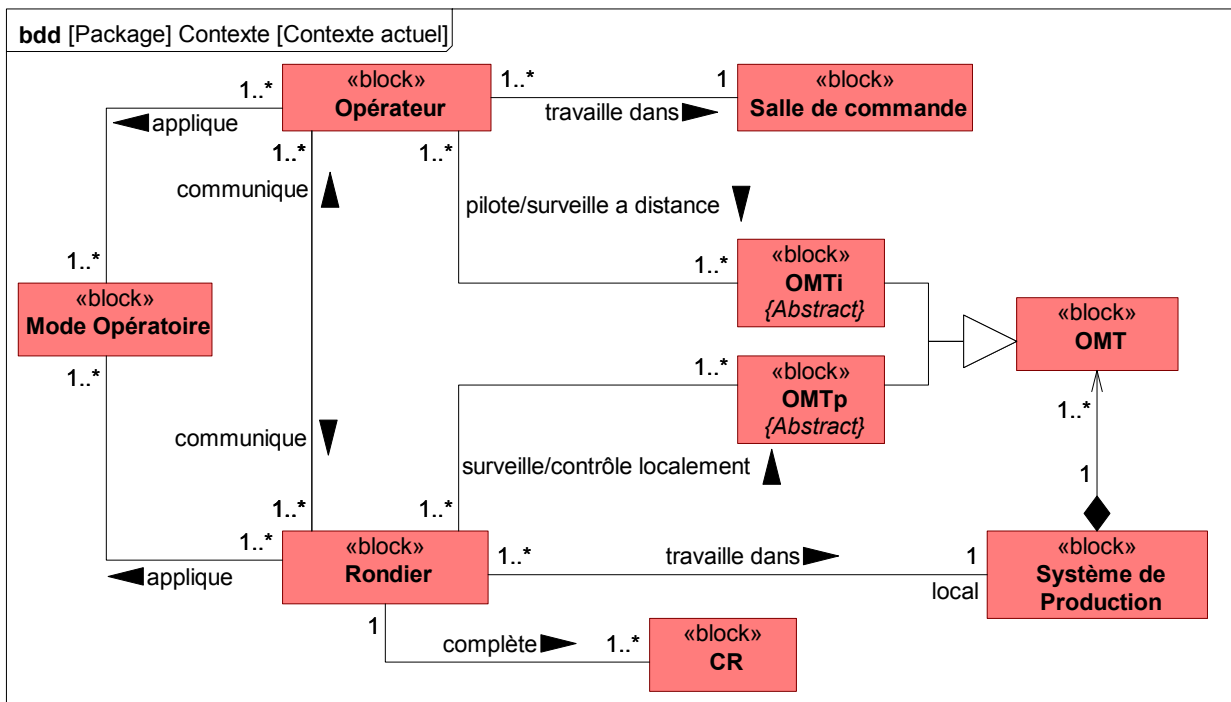 bdd [Package] Contexte [Contexte actuel]
«block»
Opérateur
1..*
1..*
1
«block»
Salle de commande
travaille dans
applique
1..*
1..*
communique
pilote/surveille a distance
1..*
«block»
Mode Opératoire
1..*
1..*
«block»
OMTi
{Abstract}
«block»
OMT
1..*
«block»
OMTp
{Abstract}
1..*
communique
surveille/contrôle localement
1
1..*
1..*
1..*
applique
«block»
Rondier
1..*
travaille dans
1
local
«block»
Système de
Production
1
complète
1..*
«block»
CR